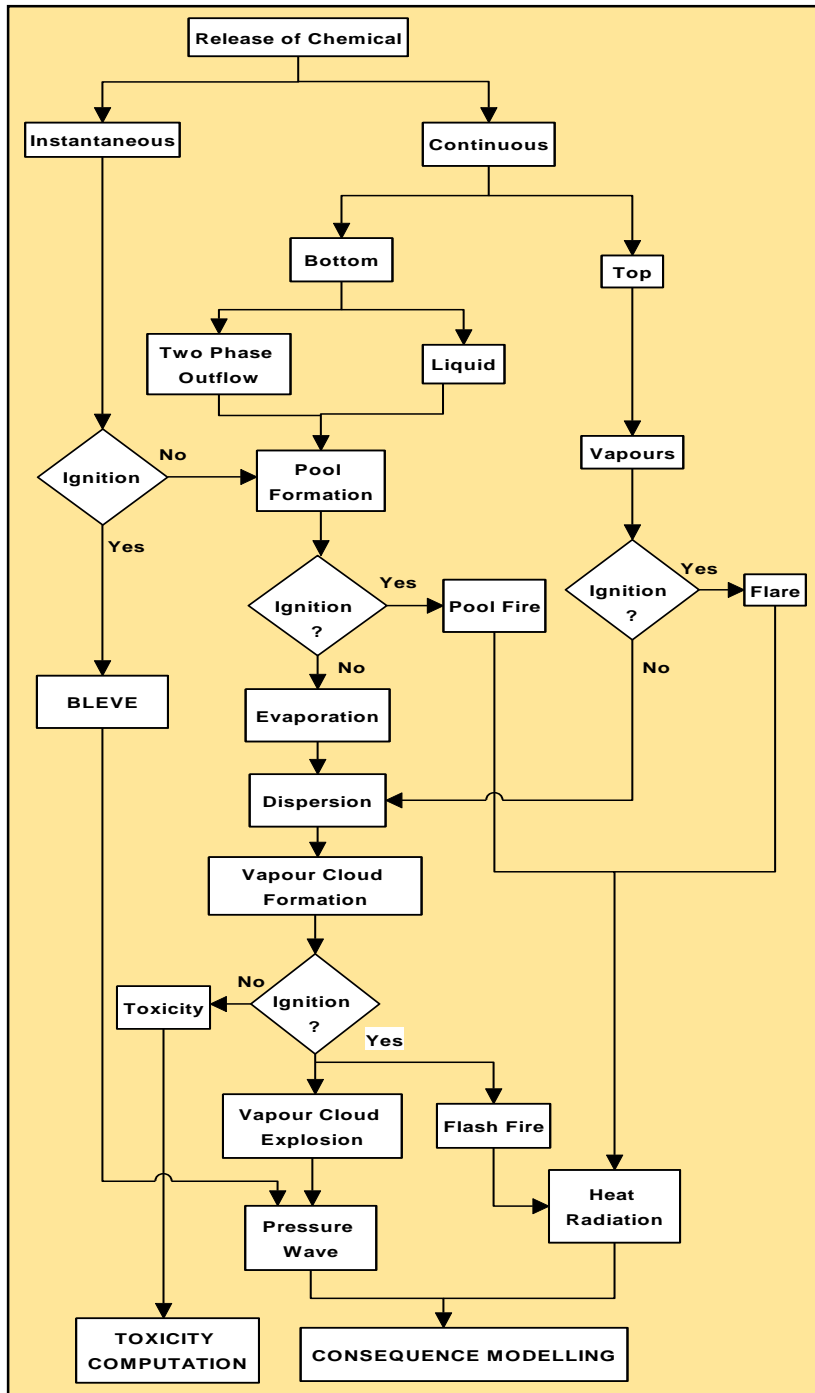 Release of Chemical
Instantaneous
Continuous
Bottom
Top
Two Phase
Outflow
Liquid
Ignition
No
Yes
Pool
Formation
Vapours
Ignition
?
Yes
No
Pool Fire
Ignition
?
Yes
No
Flare
BLEVE
Evaporation
Dispersion
Vapour Cloud
Formation
Ignition
?
No
Yes
Toxicity
Vapour Cloud
Explosion
Flash Fire
Pressure
Wave
Heat
Radiation
TOXICITY
COMPUTATION
CONSEQUENCE MODELLING